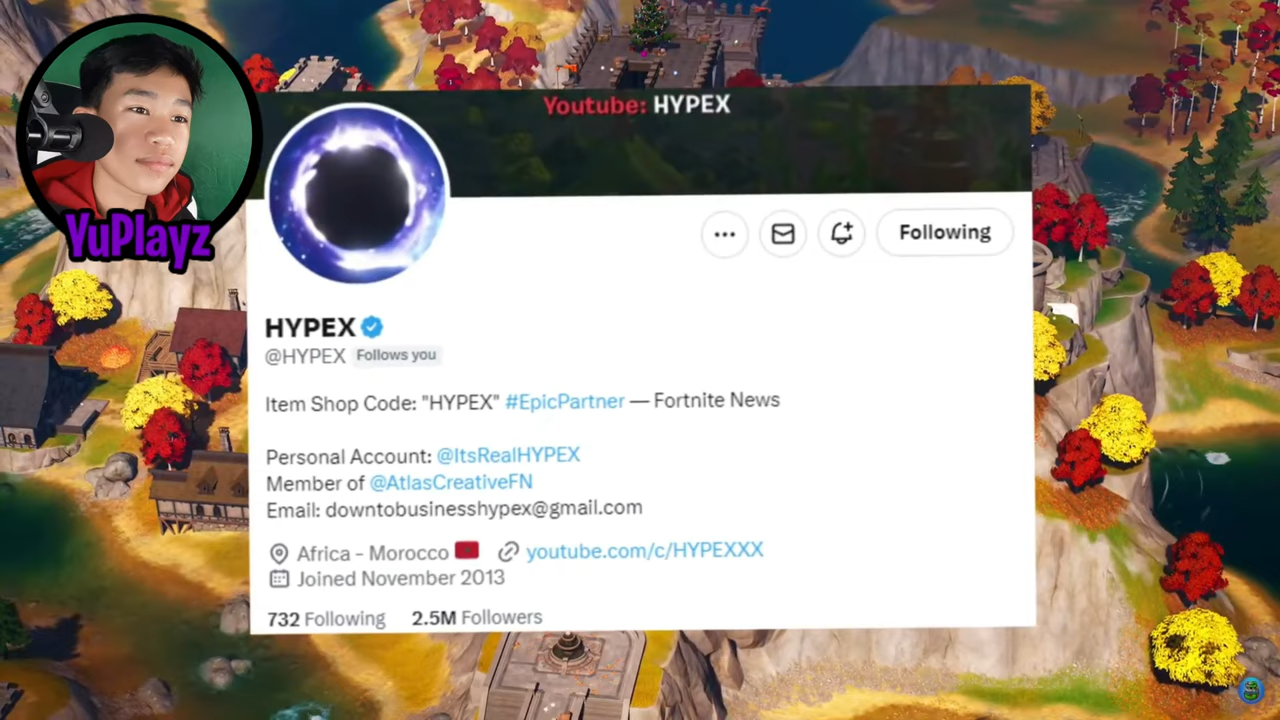 Youtube: HYPEX
YuPlayz
Following
HYPEX
@HYPEX Follows you
Item Shop Code: "HYPEX" #EpicPartner — Fortnite News
Personal Account: @ItsRealHYPEX
Member of @AtlasCreativeFN
Email: downtobusinesshypex@gmail.com
Africa - Morocco youtube.com/c/HYPEXXX
Joined November 2013
732 Following 2.5M Followers